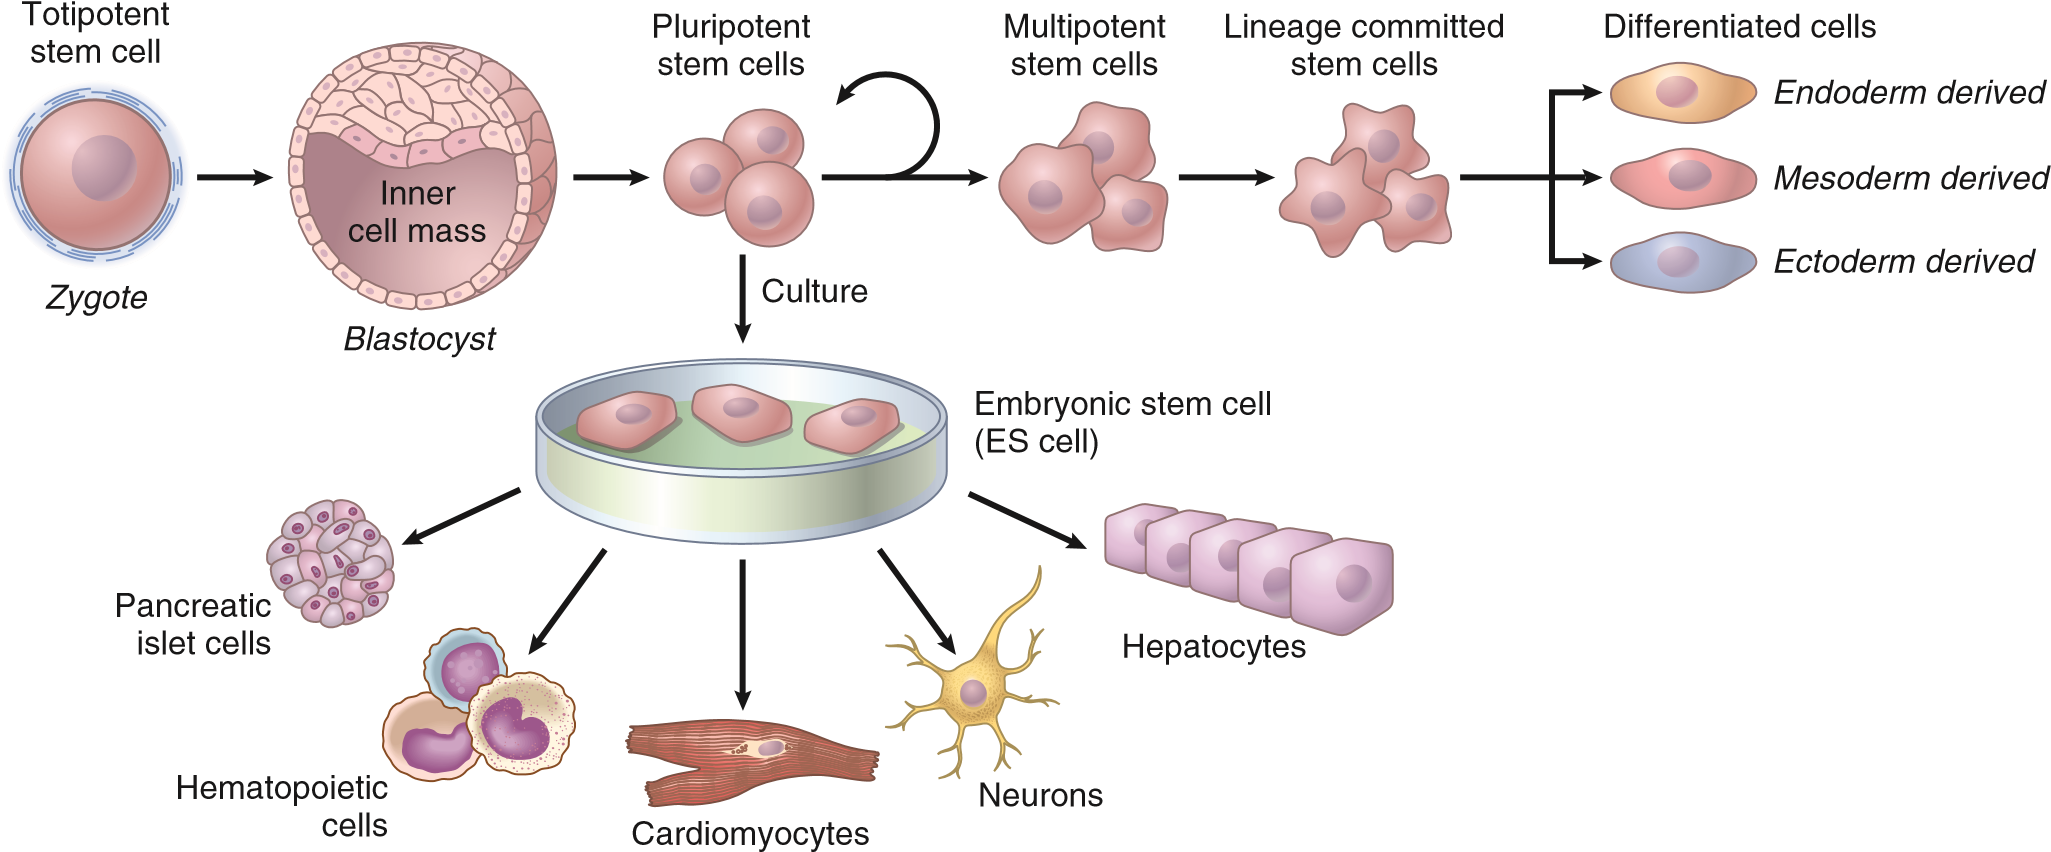 Totipotent
stem cell
Zygote
Inner
cell mass
Blastocyst
Pluripotent
stem cells
Multipotent
stem cells
Lineage committed
stem cells
Differentiated cells
Endoderm derived
Mesoderm derived
Ectoderm derived
Culture
Embryonic stem cell
(ES cell)
Pancreatic
islet cells
Hematopoietic
cells
Cardiomyocytes
Neurons
Hepatocytes